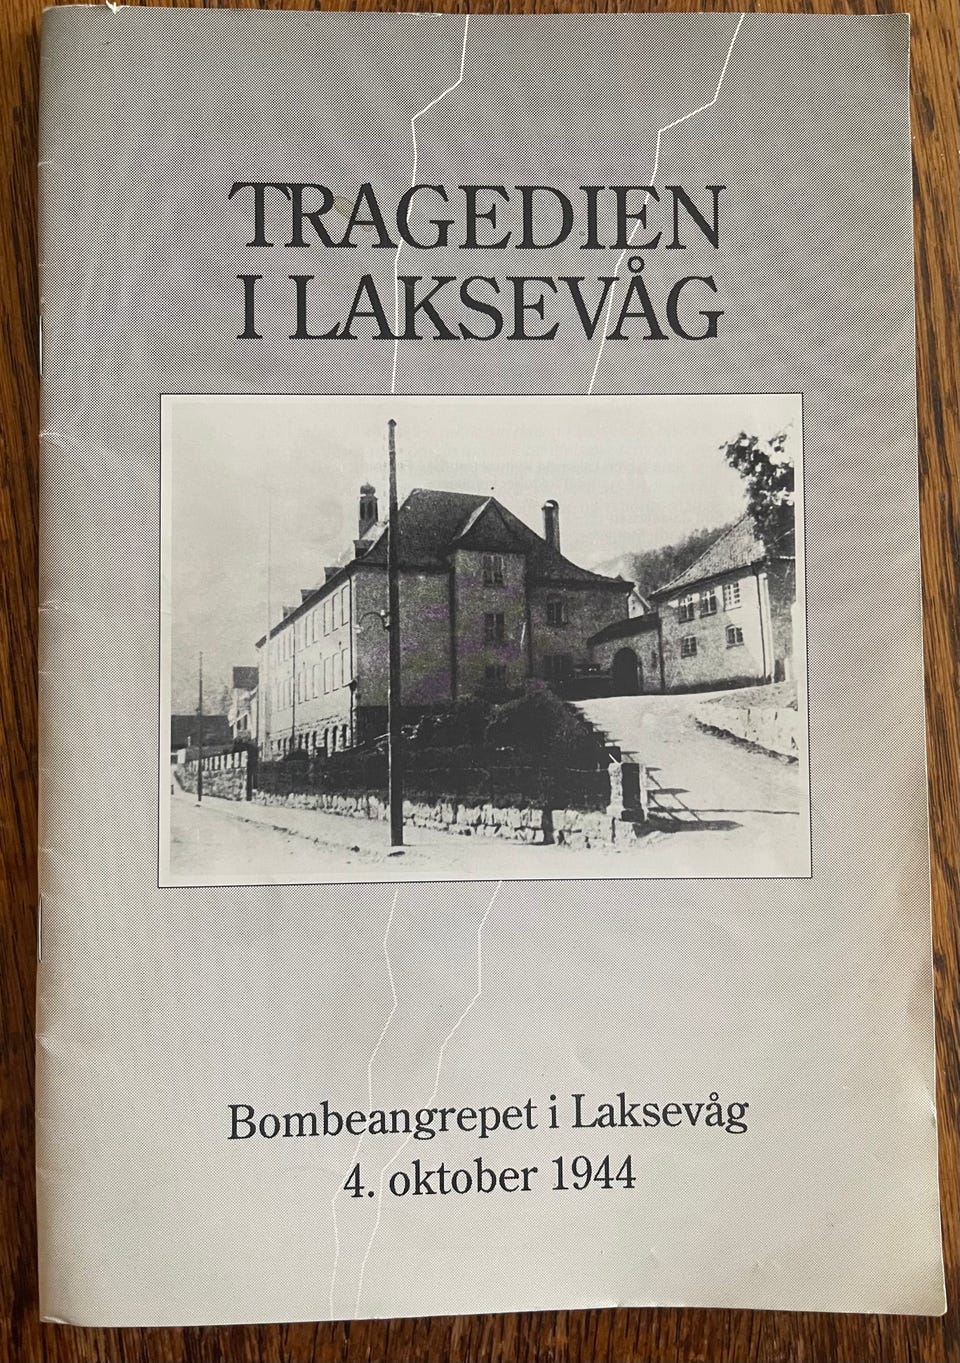 TRAGEDIEN
I LAKSEVÅG
Bombeangrepet i Laksevåg
4. oktober 1944